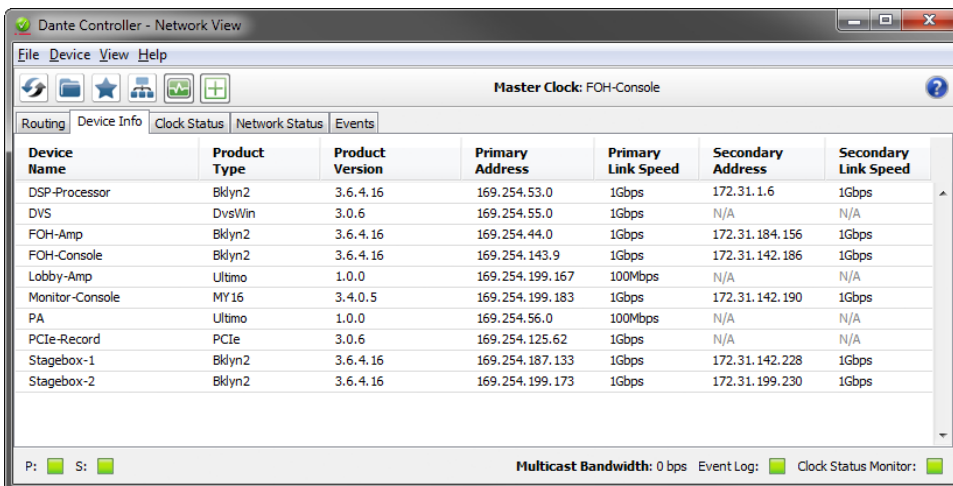 Dante Controller - Network View
File Device View Help
Master Clock: FOH-Console
Routing Device Info Clock Status Network Status Events
Device Name Product Type Product Version Primary Address Primary Link Speed Secondary Address Secondary Link Speed
DSP-Processor Bklyn2 3.6.4.16 169.254.53.0 1Gbps 172.31.1.6 1Gbps
DVS DvsWin 3.0.6 169.254.55.0 1Gbps N/A N/A
FOH-Amp Bklyn2 3.6.4.16 169.254.44.0 1Gbps 172.31.184.156 1Gbps
FOH-Console Bklyn2 3.6.4.16 169.254.143.9 1Gbps 172.31.142.186 1Gbps
Lobby-Amp Ultimo 1.0.0 169.254.199.167 100Mbps N/A N/A
Monitor-Console MY16 3.4.0.5 169.254.199.183 1Gbps 172.31.142.190 1Gbps
PA Ultimo 1.0.0 169.254.56.0 100Mbps N/A N/A
PCIe-Record PCIe 3.0.6 169.254.125.62 1Gbps N/A N/A
Stagebox-1 Bklyn2 3.6.4.16 169.254.187.133 1Gbps 172.31.142.228 1Gbps
Stagebox-2 Bklyn2 3.6.4.16 169.254.199.173 1Gbps 172.31.199.230 1Gbps
P: S: Multicast Bandwidth: 0 bps Event Log: Clock Status Monitor: